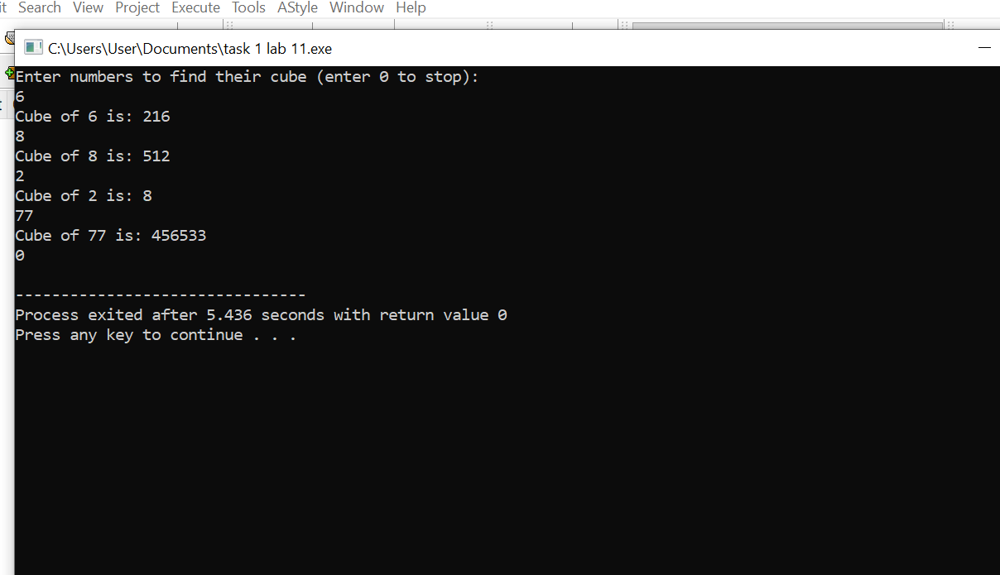 it Search View Project Execute Tools AStyle Window Help
C:\Users\User\Documents\task 1 lab 11.exe
Enter numbers to find their cube (enter 0 to stop):
6
Cube of 6 is: 216
8
Cube of 8 is: 512
2
Cube of 2 is: 8
77
Cube of 77 is: 456533
0
--------------------------------
Process exited after 5.436 seconds with return value 0
Press any key to continue . . .